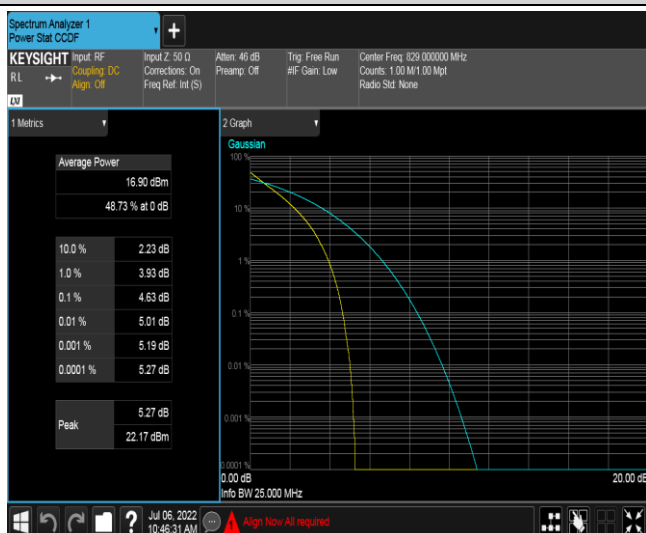 Spectrum Analyzer 1
Power Stat CCDF
KEYSIGHT
RL
LXI
Input: RF
Coupling: DC
Align: Off
Input Z: 50 Ω
Corrections: On
Freq Ref: Int (S)
Atten: 46 dB
Preamp: Off
Trig: Free Run
#IF Gain: Low
Center Freq: 829.000000 MHz
Counts: 1.00 M/1.00 Mpt
Radio Std: None
1 Metrics
Average Power
16.90 dBm
48.73 % at 0 dB
10.0 % 2.23 dB
1.0 % 3.93 dB
0.1 % 4.63 dB
0.01 % 5.01 dB
0.001 % 5.19 dB
0.0001 % 5.27 dB
Peak
5.27 dB
22.17 dBm
2 Graph
Gaussian
100 %
10 %
1 %
0.1 %
0.01 %
0.001 %
0.0001 %
0.00 dB
20.00 dB
Info BW 25.000 MHz
?
Jul 06, 2022
10:46:31 AM
Align Now All required